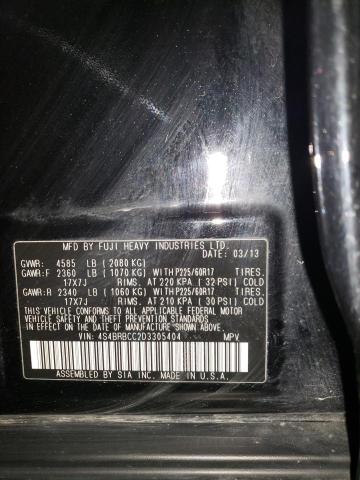 MFD BY FUJI HEAVY INDUSTRIES LTD.
DATE: 03/13
GVWR: 4585 LB (2080 KG)
GAWR:F 2360 LB (1070 KG) WITH P225/60R17 TIRES,
17X7J RIMS, AT 220 KPA (32 PSI) COLD
GAWR:R 2340 LB (1060 KG) WITH P225/60R17 TIRES,
17X7J RIMS, AT 210 KPA (30 PSI) COLD
THIS VEHICLE CONFORMS TO ALL APPLICABLE FEDERAL MOTOR
VEHICLE SAFETY AND THEFT PREVENTION STANDARDS IN EFFECT
ON THE DATE OF MANUFACTURE SHOWN ABOVE.
VIN: 4S4BRBCC2D3305404 MPV
ASSEMBLED BY SIA INC. MADE IN U.S.A.